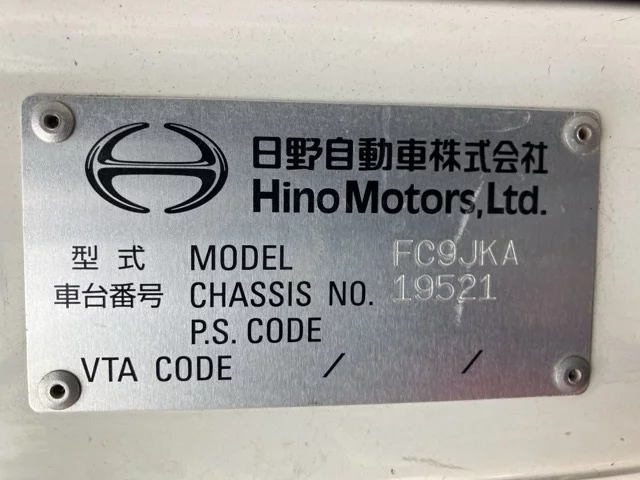 日野自動車株式会社
Hino Motors, Ltd.
型式 MODEL FC9JKA
車台番号 CHASSIS NO. 19521
P.S. CODE
VTA CODE / /